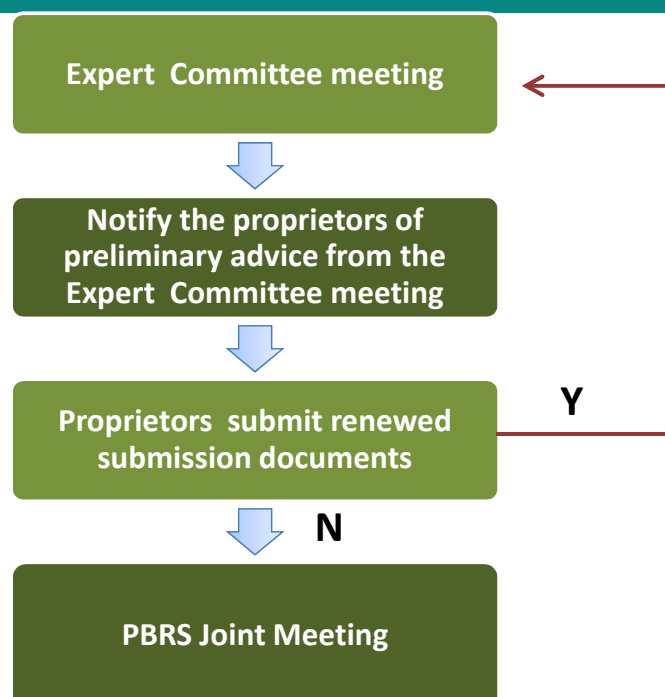 Expert Committee meeting
Notify the proprietors of
preliminary advice from the
Expert Committee meeting
Proprietors submit renewed
submission documents
Y
N
PBRS Joint Meeting